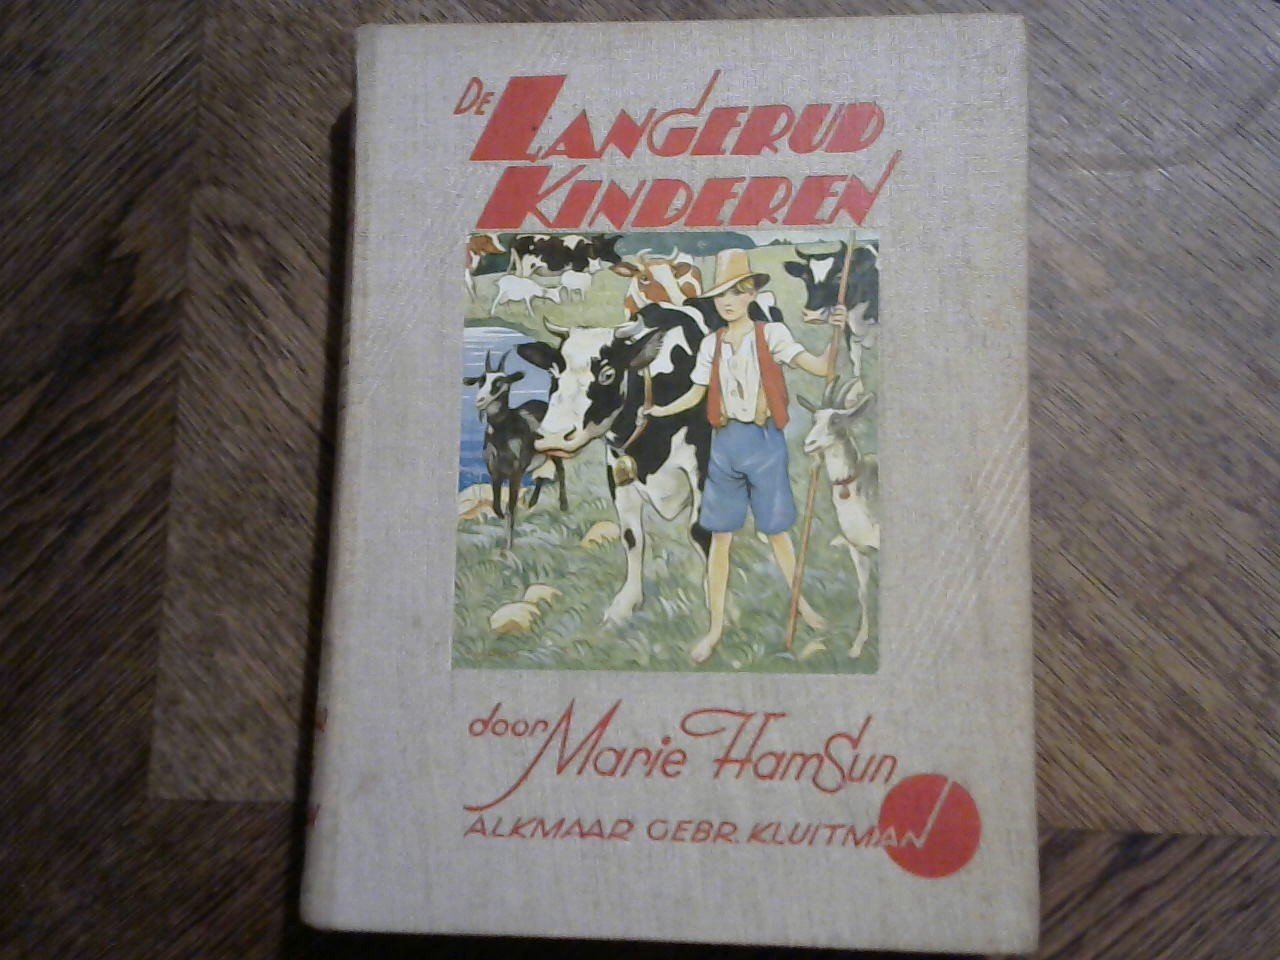 DE LANGERUD
KINDEREN
door Marie Hamsun
ALKMAAR GEBR. KLUITMAN